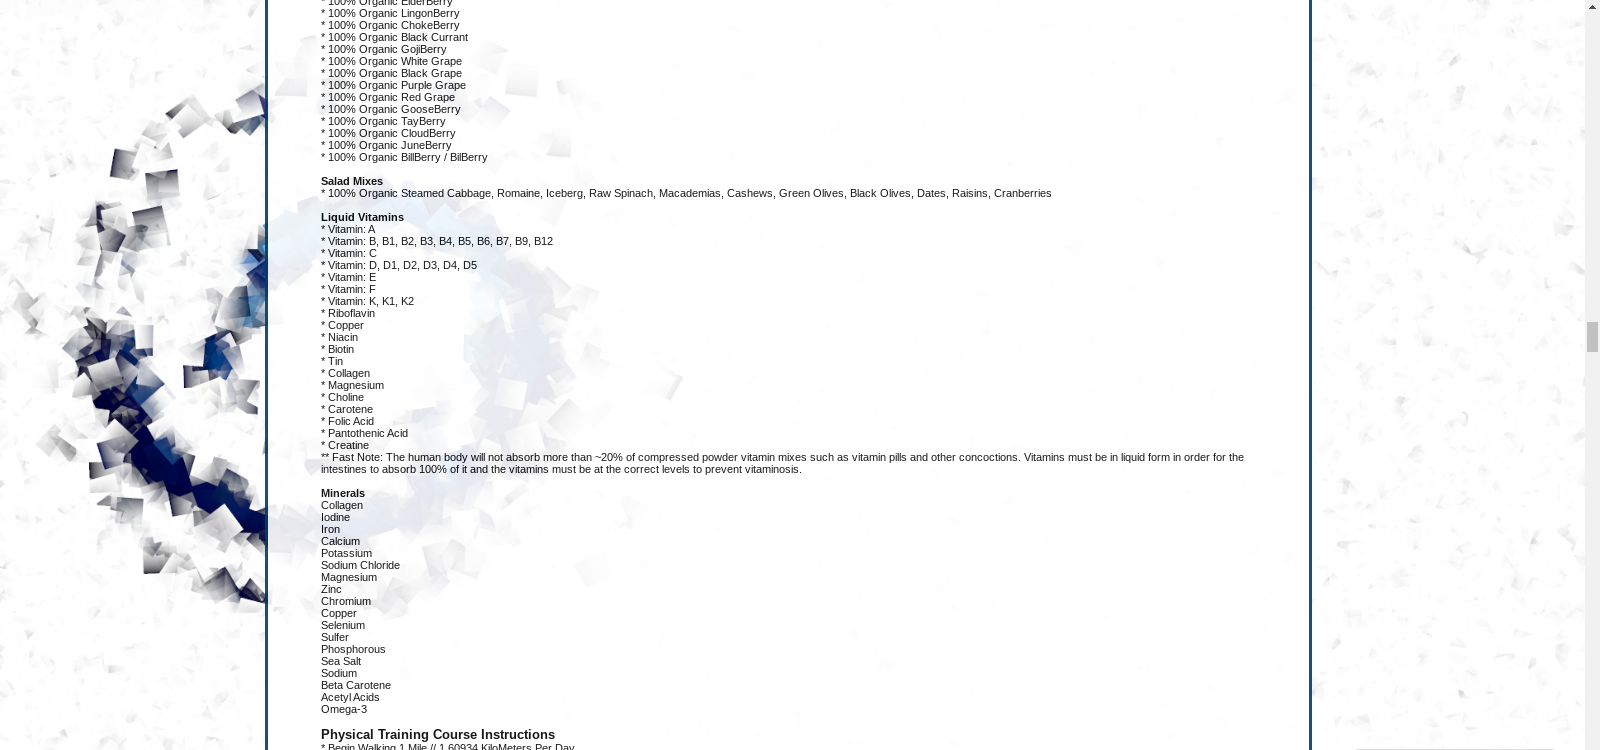 * 100% Organic ElderBerry
* 100% Organic LingonBerry
* 100% Organic ChokeBerry
* 100% Organic Black Currant
* 100% Organic GojiBerry
* 100% Organic White Grape
* 100% Organic Black Grape
* 100% Organic Purple Grape
* 100% Organic Red Grape
* 100% Organic GooseBerry
* 100% Organic TayBerry
* 100% Organic CloudBerry
* 100% Organic JuneBerry
* 100% Organic BillBerry / BilBerry
Salad Mixes
* 100% Organic Steamed Cabbage, Romaine, Iceberg, Raw Spinach, Macademias, Cashews, Green Olives, Black Olives, Dates, Raisins, Cranberries
Liquid Vitamins
* Vitamin: A
* Vitamin: B, B1, B2, B3, B4, B5, B6, B7, B9, B12
* Vitamin: C
* Vitamin: D, D1, D2, D3, D4, D5
* Vitamin: E
* Vitamin: F
* Vitamin: K, K1, K2
* Riboflavin
* Copper
* Niacin
* Biotin
* Tin
* Collagen
* Magnesium
* Choline
* Carotene
* Folic Acid
* Pantothenic Acid
* Creatine
** Fast Note: The human body will not absorb more than ~20% of compressed powder vitamin mixes such as vitamin pills and other concoctions. Vitamins must be in liquid form in order for the
intestines to absorb 100% of it and the vitamins must be at the correct levels to prevent vitaminosis.
Minerals
Collagen
Iodine
Iron
Calcium
Potassium
Sodium Chloride
Magnesium
Zinc
Chromium
Copper
Selenium
Sulfer
Phosphorous
Sea Salt
Sodium
Beta Carotene
Acetyl Acids
Omega-3
Physical Training Course Instructions
* Begin Walking 1 Mile // 1.60934 KiloMeters Per Day